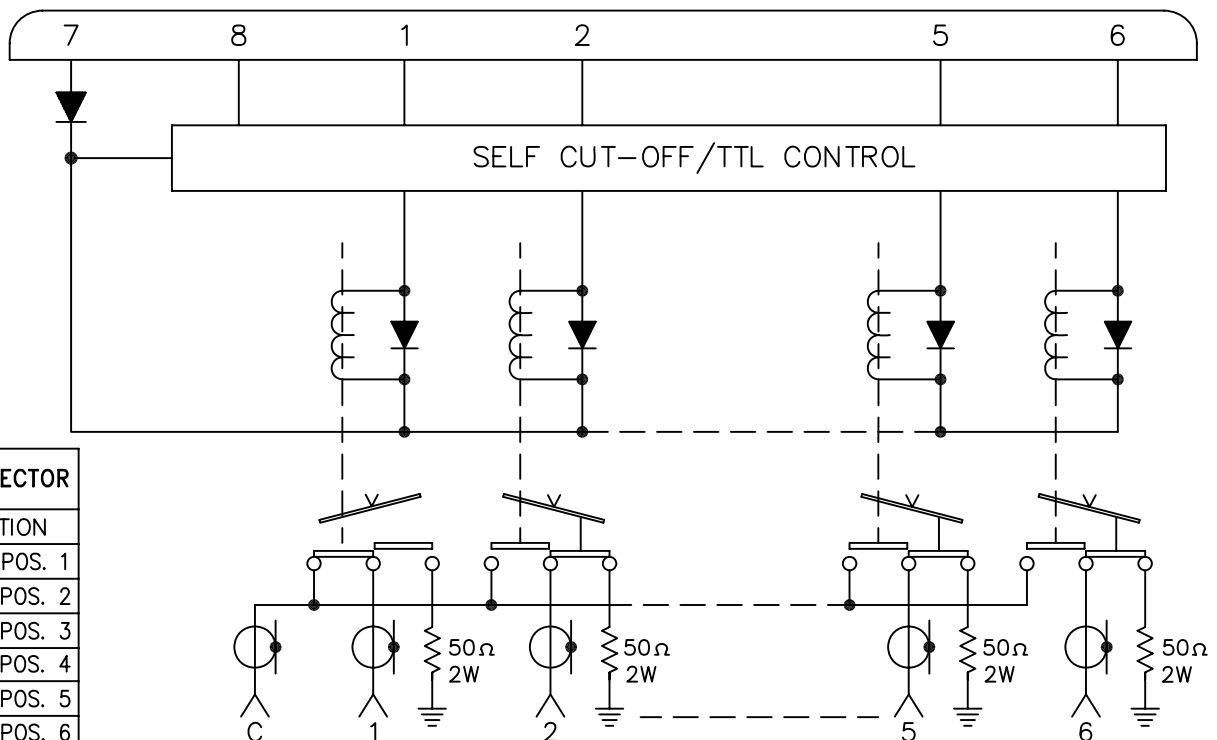 7 8 1 2 5 6
SELF CUT-OFF/TTL CONTROL
ECTOR
TION
POS. 1
POS. 2
POS. 3
POS. 4
POS. 5
POS. 6
50Ω 50Ω 50Ω 50Ω
2W 2W 2W 2W
C 1 2 5 6